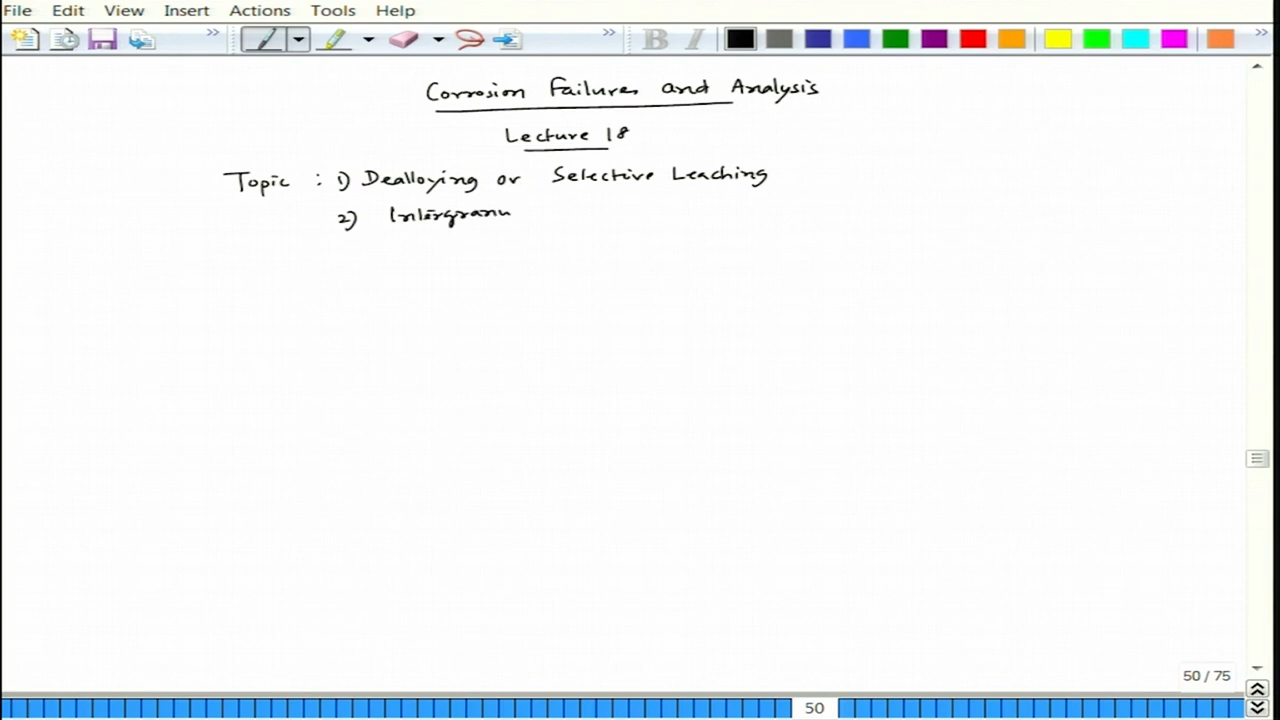 File Edit View Insert Actions Tools Help
B I
Corrosion Failures and Analysis
Lecture 18
Topic : 1) Dealloying or Selective Leaching
2) Intergranu
50 / 75
50